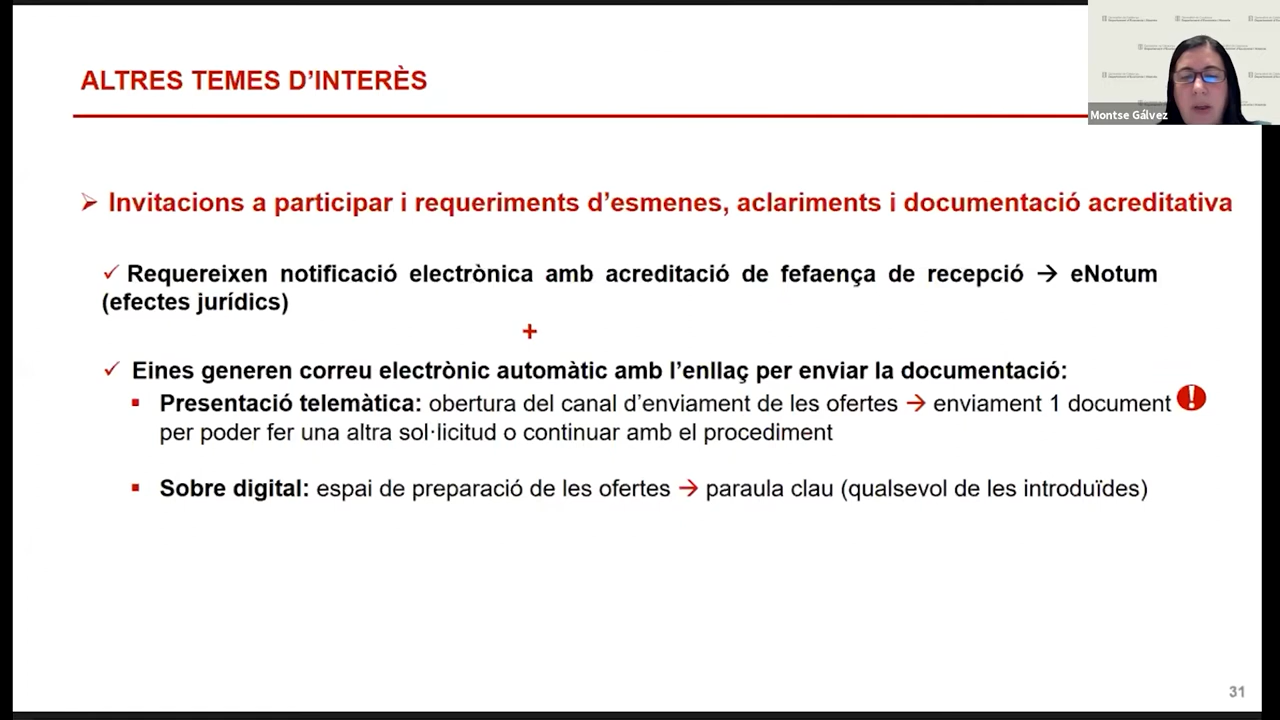 ALTRES TEMES D'INTERÈS
Montse Gálvez
➢ Invitacions a participar i requeriments d'esmenes, aclariments i documentació acreditativa
✓ Requereixen notificació electrònica amb acreditació de fefaença de recepció → eNotum
(efectes jurídics)
+
✓ Eines generen correu electrònic automàtic amb l'enllaç per enviar la documentació:
▪ Presentació telemàtica: obertura del canal d'enviament de les ofertes → enviament 1 document !
per poder fer una altra sol·licitud o continuar amb el procediment
▪ Sobre digital: espai de preparació de les ofertes → paraula clau (qualsevol de les introduïdes)
31